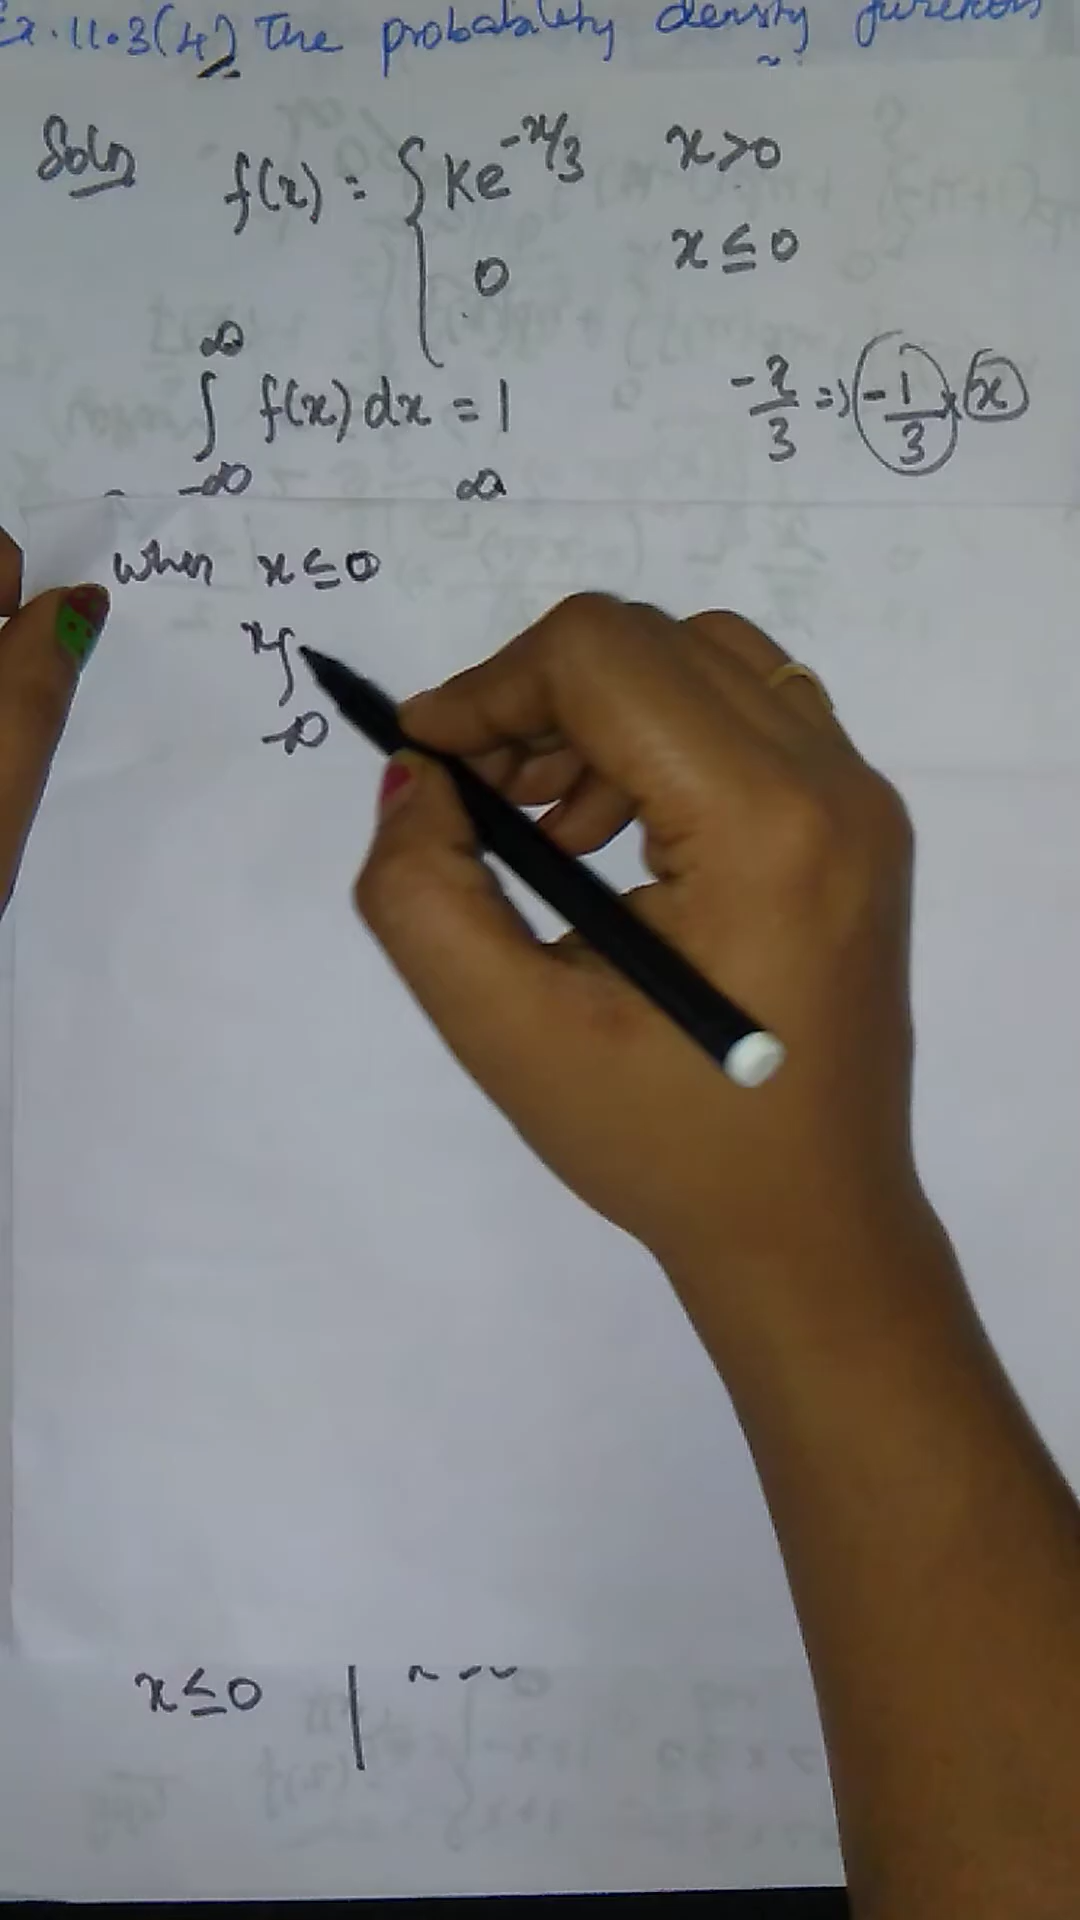 Ex.11.3(4) The probability density function
Soln f(x) = { ke^-x/3 x>0
0 x ≤ 0
∞
∫ f(x) dx = 1 -x/3 ⇒ -1/3 · x
-∞ ∞
when x ≤ 0
x
∫
-∞
x ≤ 0 |